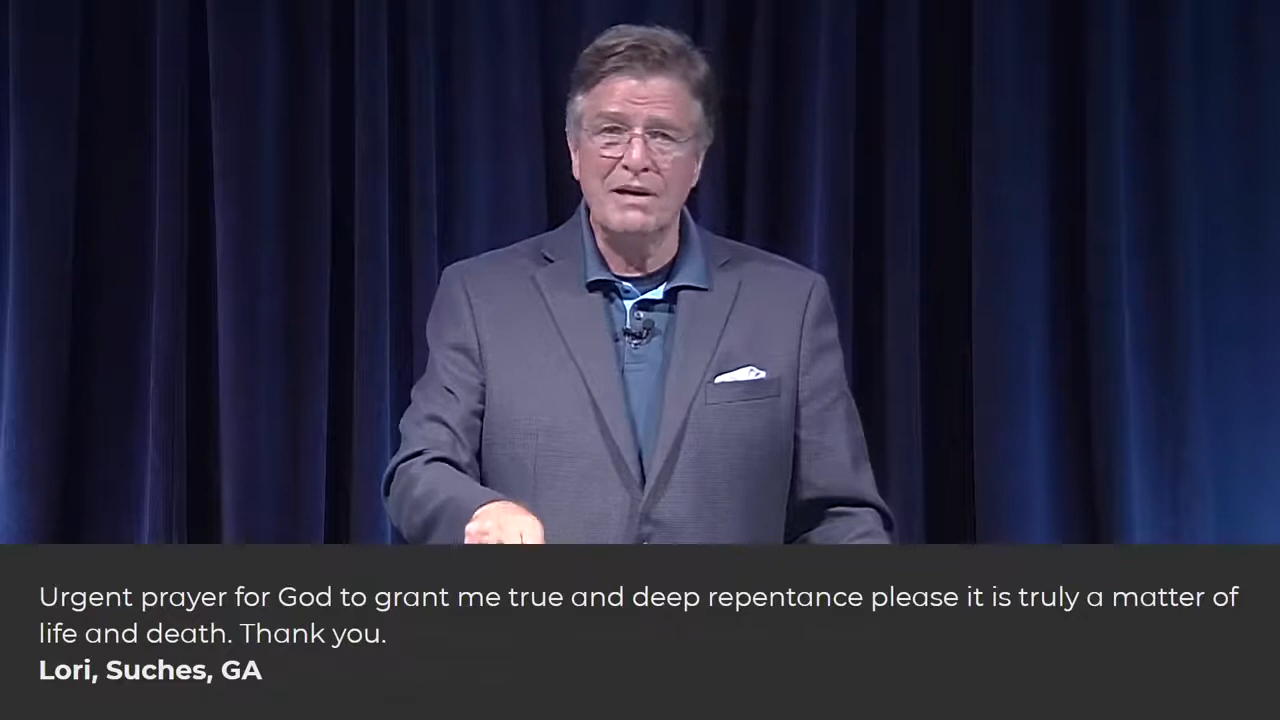 Urgent prayer for God to grant me true and deep repentance please it is truly a matter of
life and death. Thank you.
Lori, Suches, GA